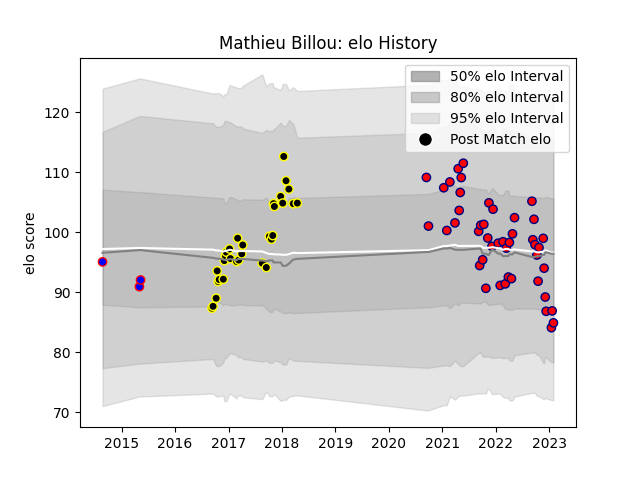 Mathieu Billou: elo History
50% elo Interval
80% elo Interval
95% elo Interval
Post Match elo
elo score
120
110
100
90
80
70
2015 2016 2017 2018 2019 2020 2021 2022 2023